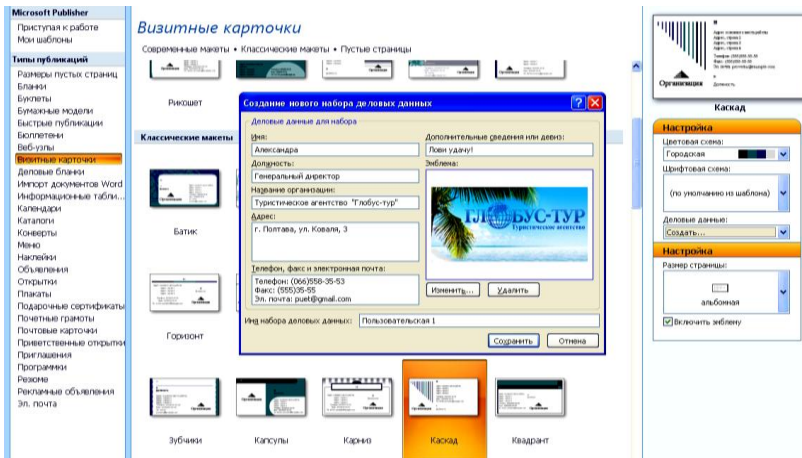 Microsoft Publisher
Приступая к работе
Мои шаблоны
Типы публикаций
Размеры пустых страниц
Бланки
Буклеты
Бумажные модели
Быстрые публикации
Бюллетени
Веб-узлы
Визитные карточки
Деловые бланки
Импорт документов Word
Информационные табли...
Календари
Каталоги
Конверты
Меню
Наклейки
Объявления
Открытки
Плакаты
Подарочные сертификаты
Почетные грамоты
Почтовые карточки
Приветственные открытки
Приглашения
Программки
Резюме
Рекламные объявления
Эл. почта
Визитные карточки
Современные макеты • Классические макеты • Пустые страницы
Рикошет
Классические макеты
Батик
Горизонт
Зубчики
Капсулы
Карниз
Каскад
Квадрант
Создание нового набора деловых данных
Деловые данные для набора
Имя:
Александра
Должность:
Генеральный директор
Название организации:
Туристическое агентство "Глобус-тур"
Адрес:
г. Полтава, ул. Коваля, 3
Телефон, факс и электронная почта:
Телефон: (066)558-35-53
Факс: (555)35-55
Эл. почта: puet@gmail.com
Дополнительные сведения или девиз:
Лови удачу!
Эмблема:
ГЛОБУС-ТУР
Туристическое агентство
Изменить...
Удалить
Имя набора деловых данных:
Пользовательская 1
Сохранить
Отмена
Организация
Каскад
Настройка
Цветовая схема:
Городская
Шрифтовая схема:
(по умолчанию из шаблона)
Деловые данные:
Создать...
Настройка
Размер страницы:
альбомная
Включить эмблему